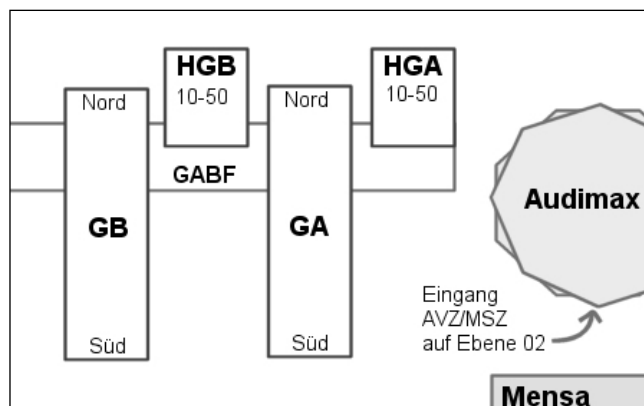 HGB
10-50
HGA
10-50
Nord
Nord
GABF
GB
GA
Audimax
Süd
Süd
Eingang
AVZ/MSZ
auf Ebene 02
Mensa